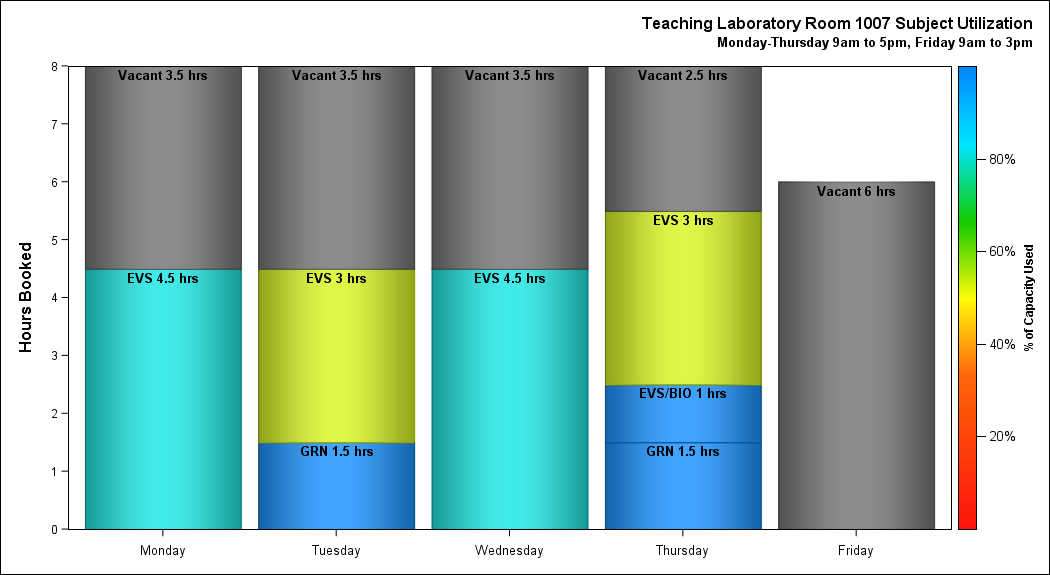 Teaching Laboratory Room 1007 Subject Utilization
Monday-Thursday 9am to 5pm, Friday 9am to 3pm
Hours Booked
8
7
6
5
4
3
2
1
0
Vacant 3.5 hrs
EVS 4.5 hrs
Vacant 3.5 hrs
EVS 3 hrs
GRN 1.5 hrs
Vacant 3.5 hrs
EVS 4.5 hrs
Vacant 2.5 hrs
EVS 3 hrs
EVS/BIO 1 hrs
GRN 1.5 hrs
Vacant 6 hrs
Monday
Tuesday
Wednesday
Thursday
Friday
80%
60%
40%
20%
% of Capacity Used